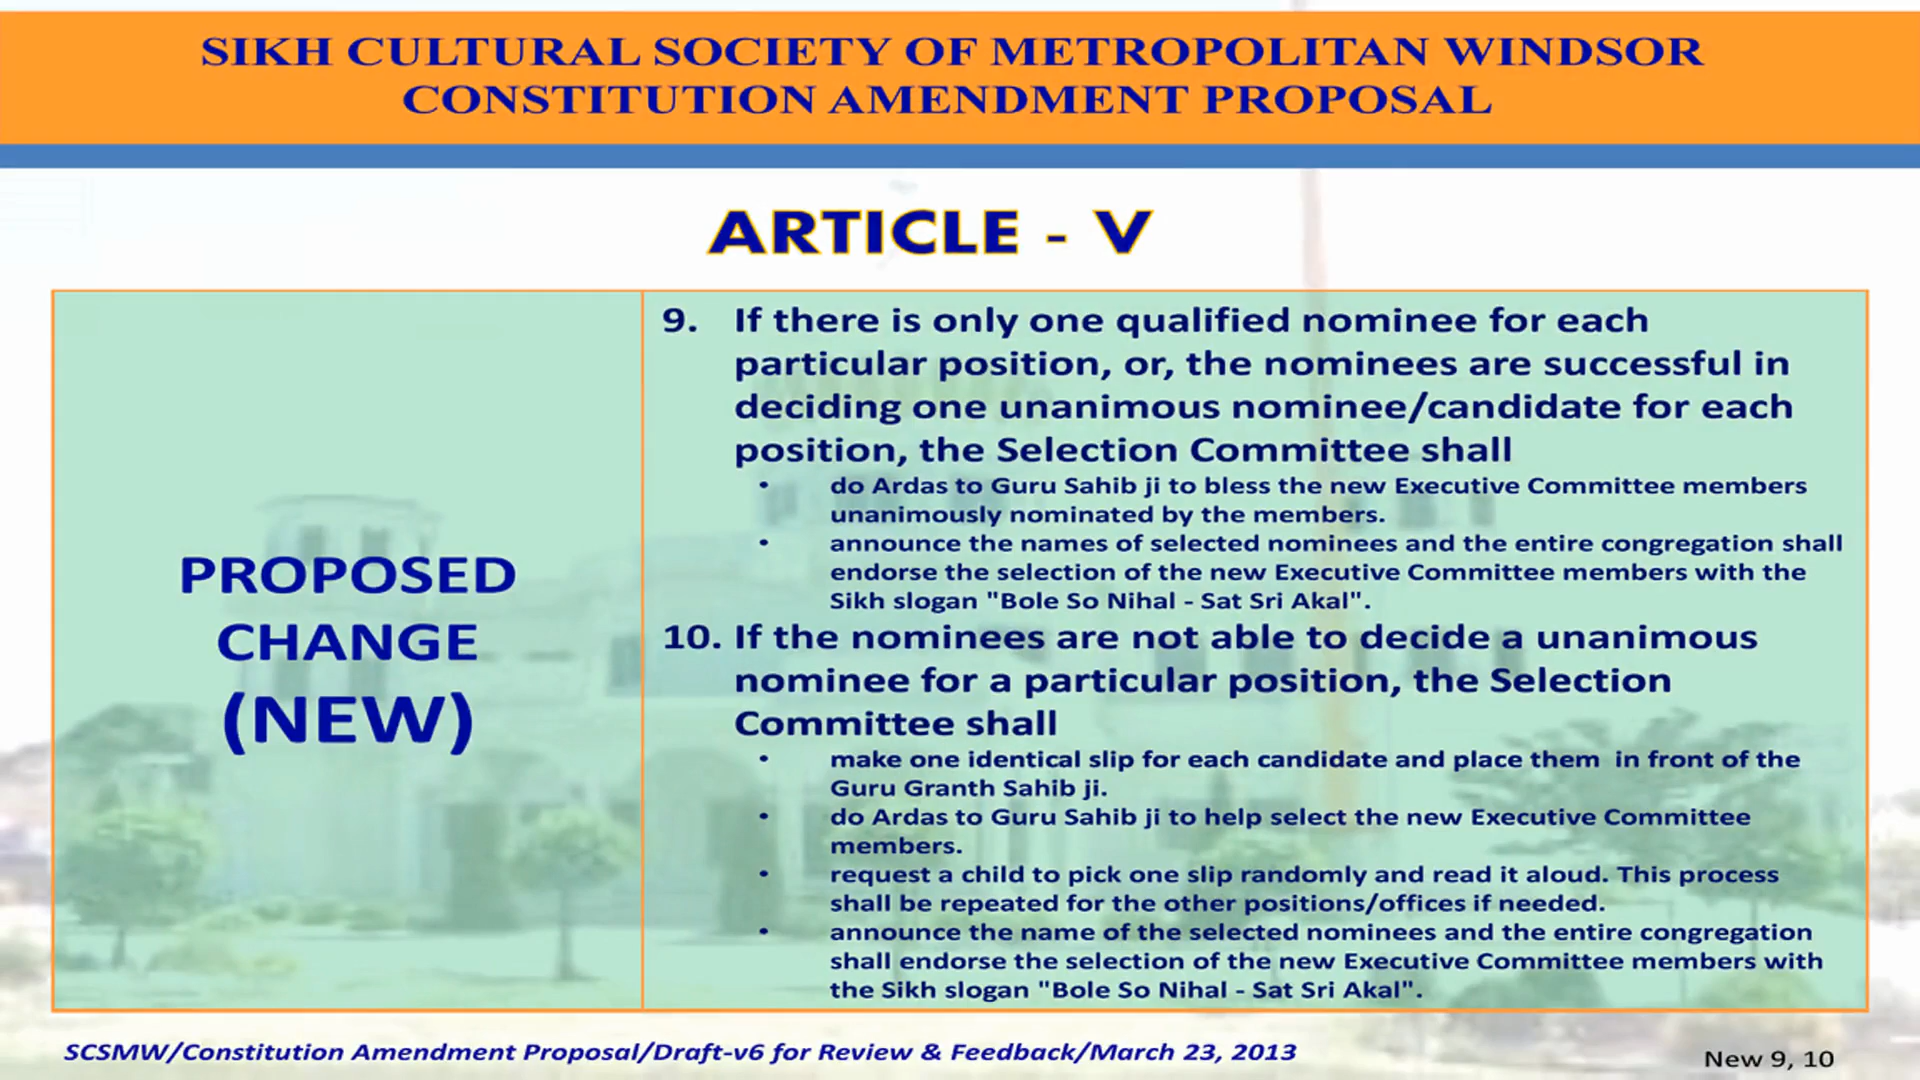 SIKH CULTURAL SOCIETY OF METROPOLITAN WINDSOR
CONSTITUTION AMENDMENT PROPOSAL
ARTICLE - V
PROPOSED
CHANGE
(NEW)
9. If there is only one qualified nominee for each
particular position, or, the nominees are successful in
deciding one unanimous nominee/candidate for each
position, the Selection Committee shall
• do Ardas to Guru Sahib ji to bless the new Executive Committee members
unanimously nominated by the members.
• announce the names of selected nominees and the entire congregation shall
endorse the selection of the new Executive Committee members with the
Sikh slogan "Bole So Nihal - Sat Sri Akal".
10. If the nominees are not able to decide a unanimous
nominee for a particular position, the Selection
Committee shall
• make one identical slip for each candidate and place them in front of the
Guru Granth Sahib ji.
• do Ardas to Guru Sahib ji to help select the new Executive Committee
members.
• request a child to pick one slip randomly and read it aloud. This process
shall be repeated for the other positions/offices if needed.
• announce the name of the selected nominees and the entire congregation
shall endorse the selection of the new Executive Committee members with
the Sikh slogan "Bole So Nihal - Sat Sri Akal".
SCSMW/Constitution Amendment Proposal/Draft-v6 for Review & Feedback/March 23, 2013
New 9, 10